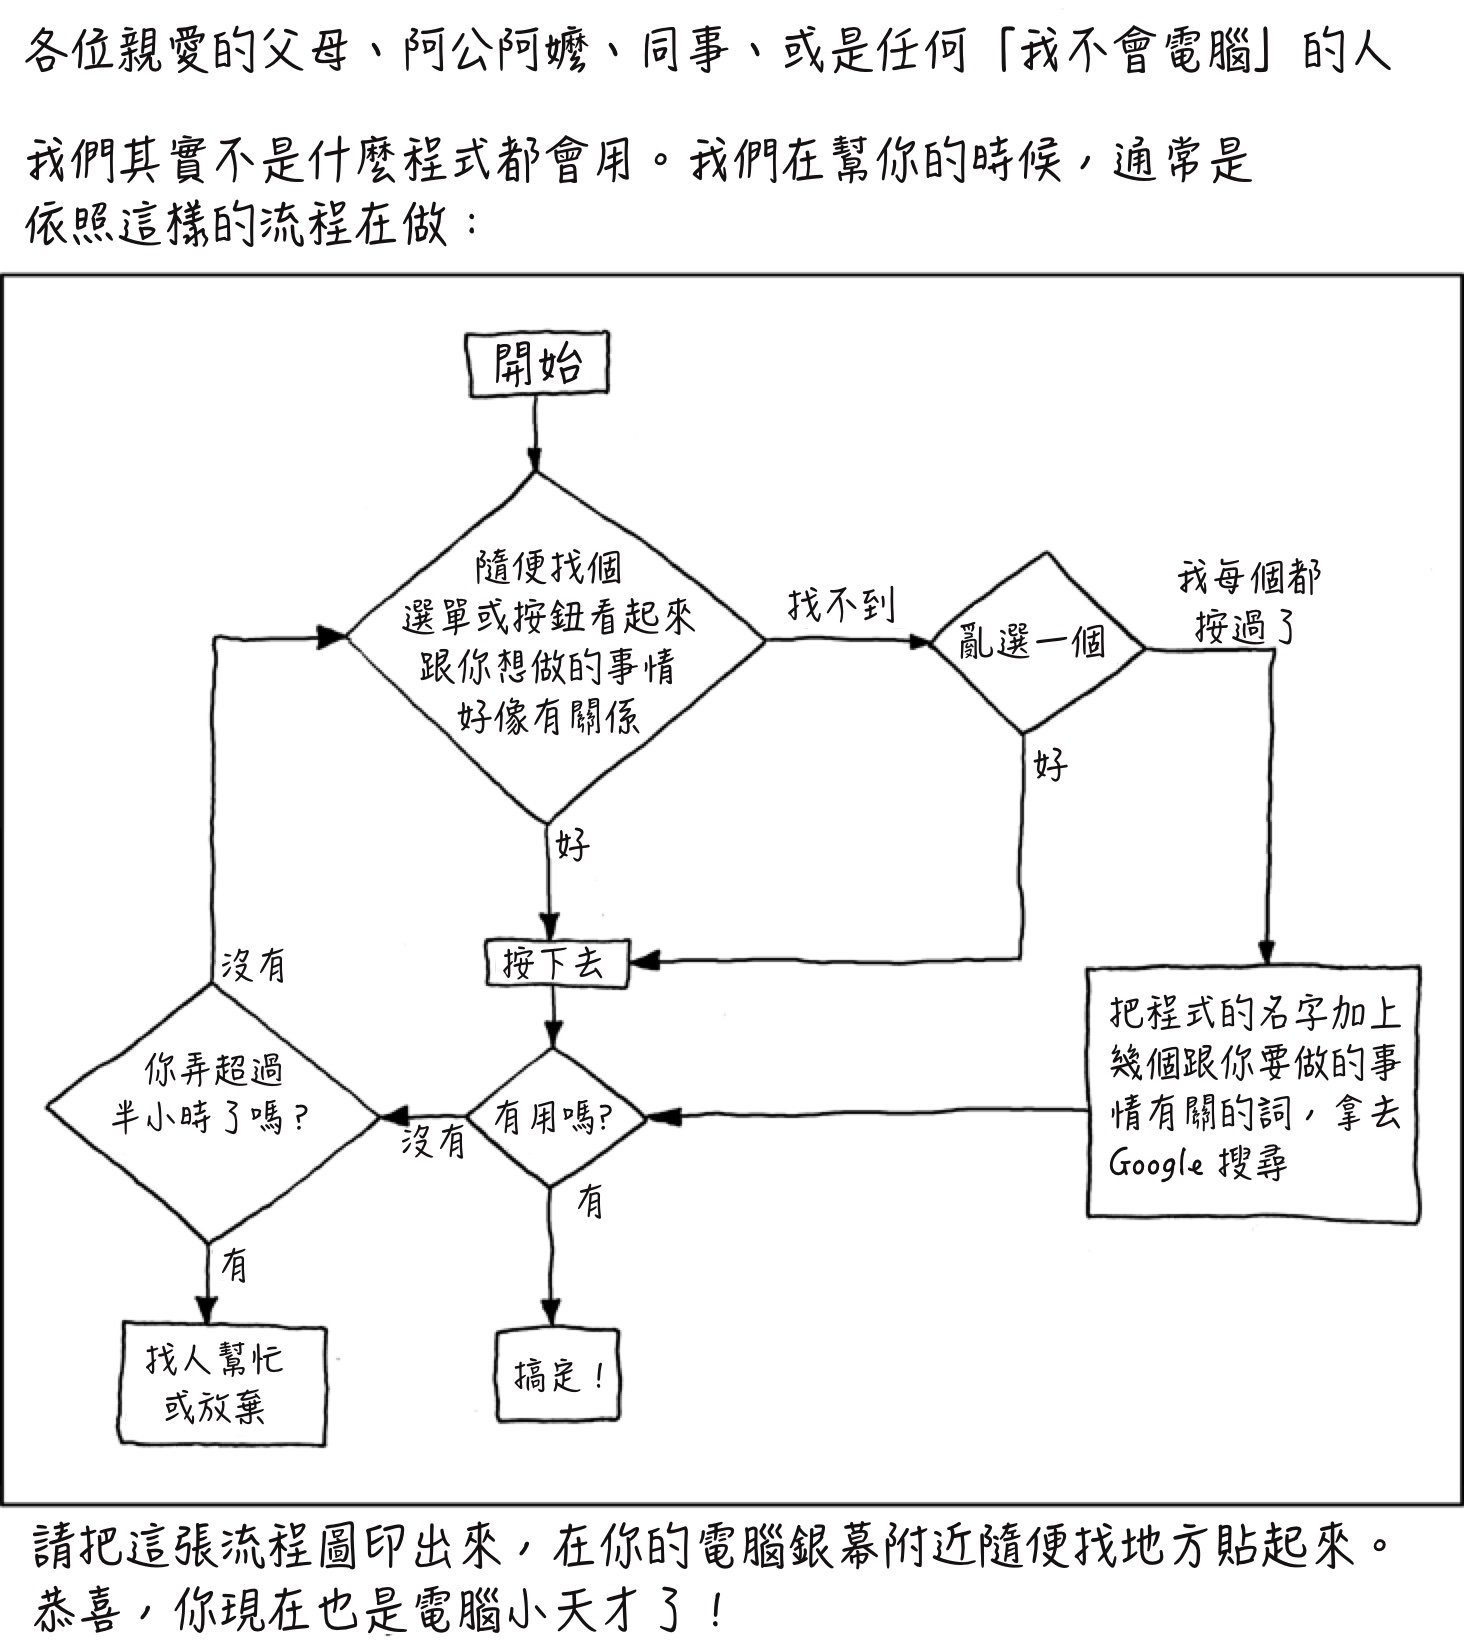 各位親愛的父母、阿公阿嬤、同事、或是任何「我不會電腦」的人
我們其實不是什麼程式都會用。我們在幫你的時候，通常是
依照這樣的流程在做：
開始
隨便找個
選單或按鈕看起來
跟你想做的事情
好像有關係
找不到
亂選一個
我每個都
按過了
好
好
按下去
沒有
你弄超過
半小時了嗎？
沒有
有用嗎？
把程式的名字加上
幾個跟你要做的事
情有關的詞，拿去
Google 搜尋
有
有
找人幫忙
或放棄
搞定！
請把這張流程圖印出來，在你的電腦銀幕附近隨便找地方貼起來。
恭喜，你現在也是電腦小天才了！